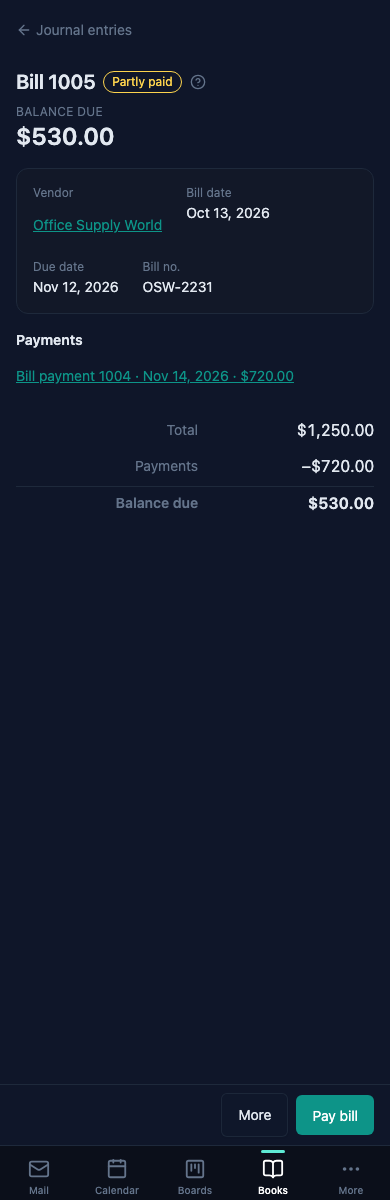 Journal entries
Bill 1005 Partly paid
BALANCE DUE
$530.00
Vendor
Office Supply World
Bill date
Oct 13, 2026
Due date
Nov 12, 2026
Bill no.
OSW-2231
Payments
Bill payment 1004 · Nov 14, 2026 · $720.00
Total $1,250.00
Payments –$720.00
Balance due $530.00
More Pay bill
Mail Calendar Boards Books More